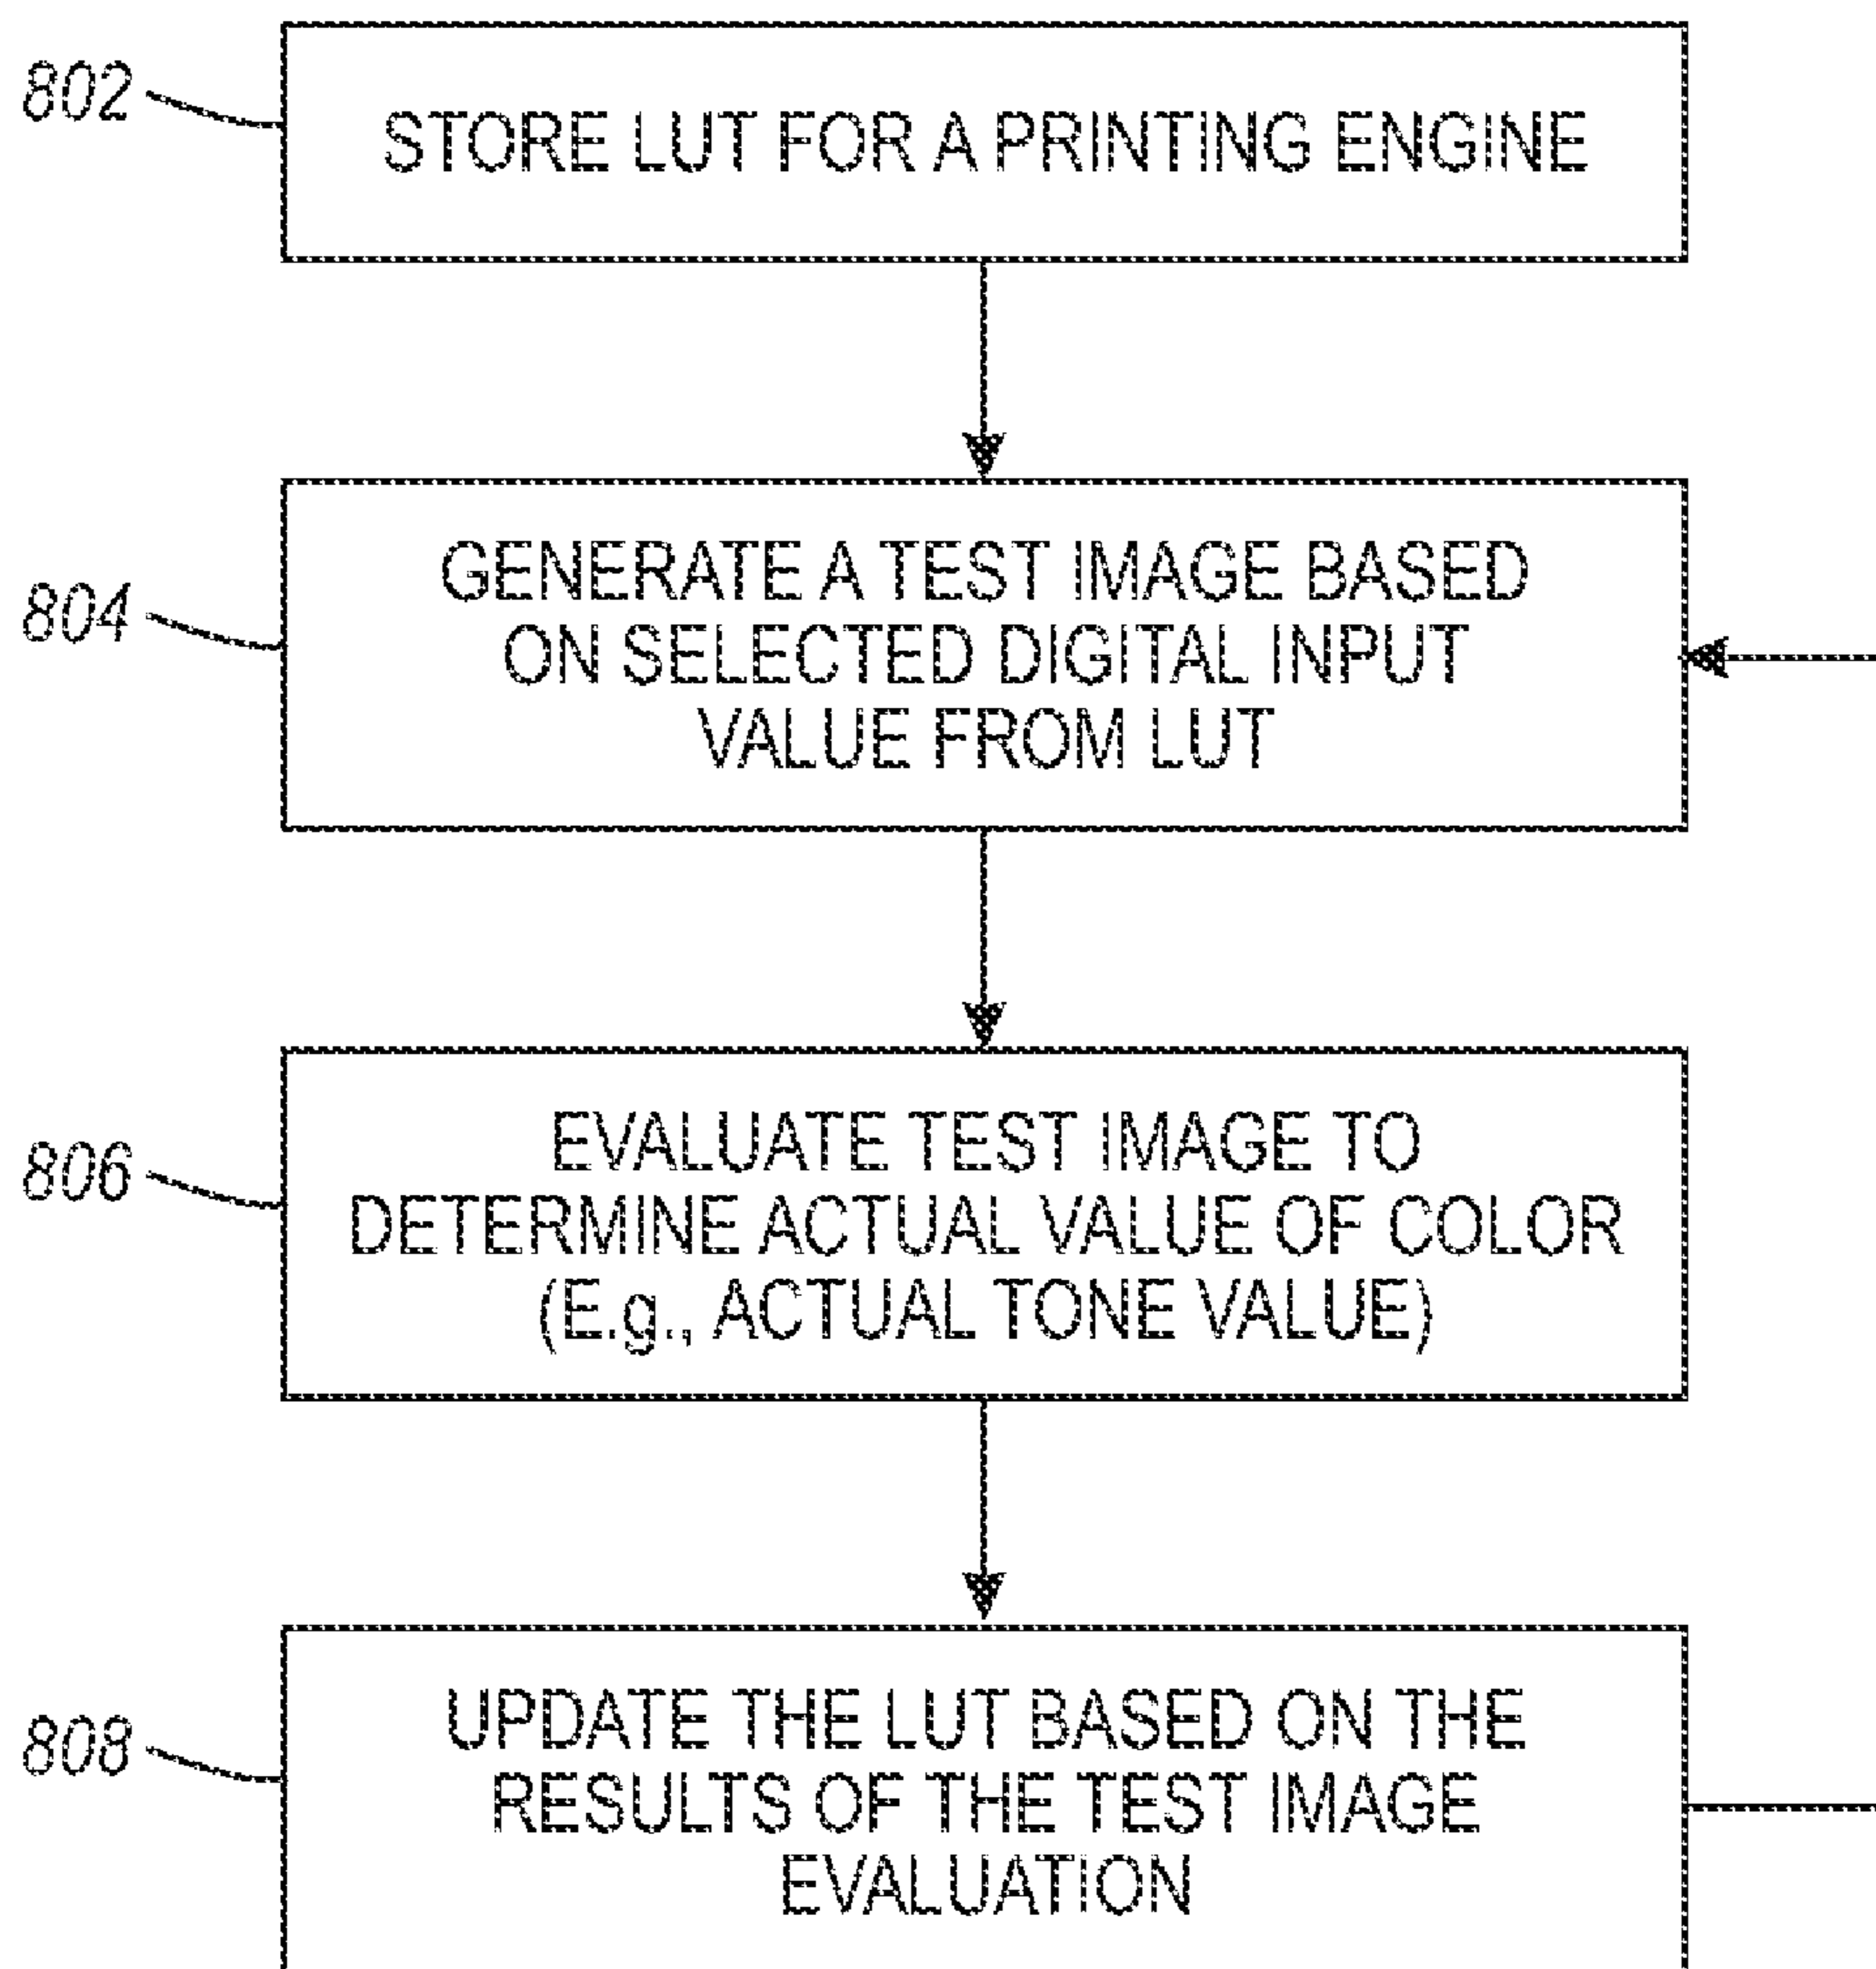 802
STORE LUT FOR A PRINTING ENGINE
804
GENERATE A TEST IMAGE BASED
ON SELECTED DIGITAL INPUT
VALUE FROM LUT
806
EVALUATE TEST IMAGE TO
DETERMINE ACTUAL VALUE OF COLOR
(E.g., ACTUAL TONE VALUE)
808
UPDATE THE LUT BASED ON THE
RESULTS OF THE TEST IMAGE
EVALUATION